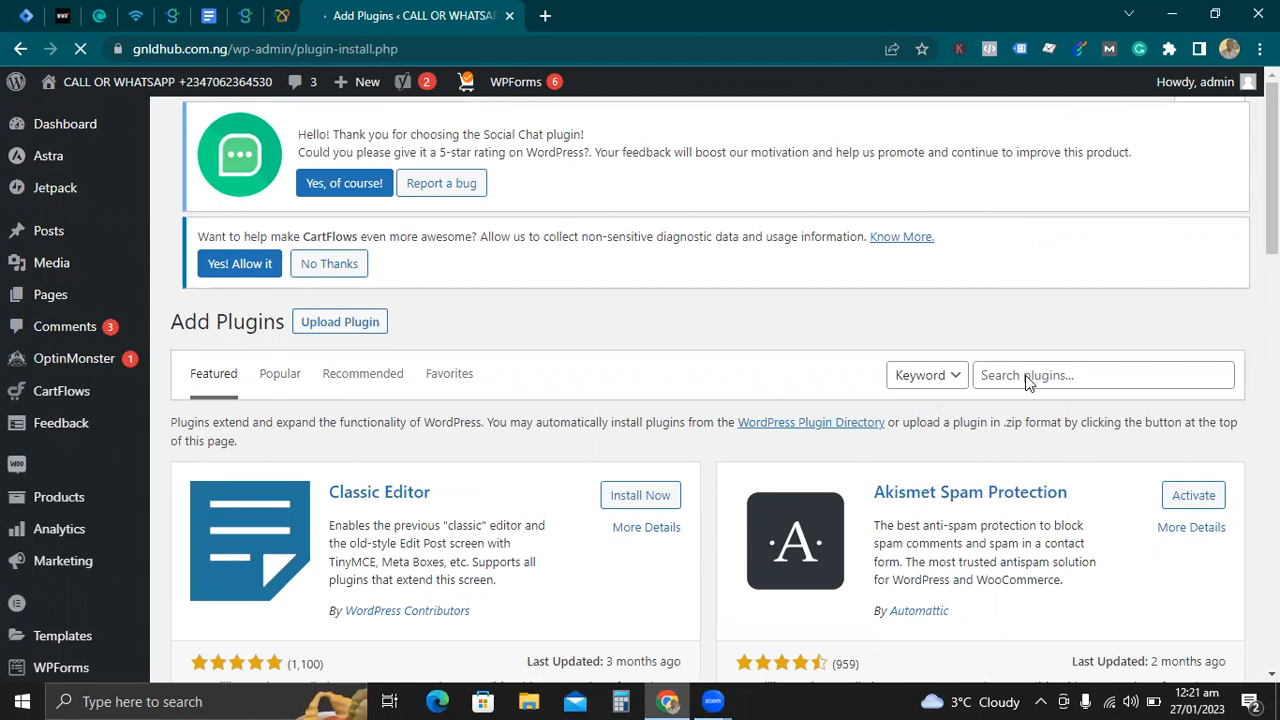 Add Plugins ‹ CALL OR WHATSA
gnldhub.com.ng/wp-admin/plugin-install.php
CALL OR WHATSAPP +2347062364530
3
New
2
WPForms 6
Howdy, admin
Dashboard
Astra
Jetpack
Posts
Media
Pages
Comments 3
OptinMonster 1
CartFlows
Feedback
Woo
Products
Analytics
Marketing
Templates
WPForms
Hello! Thank you for choosing the Social Chat plugin!
Could you please give it a 5-star rating on WordPress?. Your feedback will boost our motivation and help us promote and continue to improve this product.
Yes, of course!
Report a bug
Want to help make CartFlows even more awesome? Allow us to collect non-sensitive diagnostic data and usage information. Know More.
Yes! Allow it
No Thanks
Add Plugins
Upload Plugin
Featured
Popular
Recommended
Favorites
Keyword
Search plugins...
Plugins extend and expand the functionality of WordPress. You may automatically install plugins from the WordPress Plugin Directory or upload a plugin in .zip format by clicking the button at the top
of this page.
Classic Editor
Install Now
More Details
Enables the previous "classic" editor and
the old-style Edit Post screen with
TinyMCE, Meta Boxes, etc. Supports all
plugins that extend this screen.
By WordPress Contributors
(1,100)
Last Updated: 3 months ago
Akismet Spam Protection
Activate
More Details
The best anti-spam protection to block
spam comments and spam in a contact
form. The most trusted antispam solution
for WordPress and WooCommerce.
By Automattic
(959)
Last Updated: 2 months ago
Type here to search
zoom
3°C Cloudy
12:21 am
27/01/2023
2